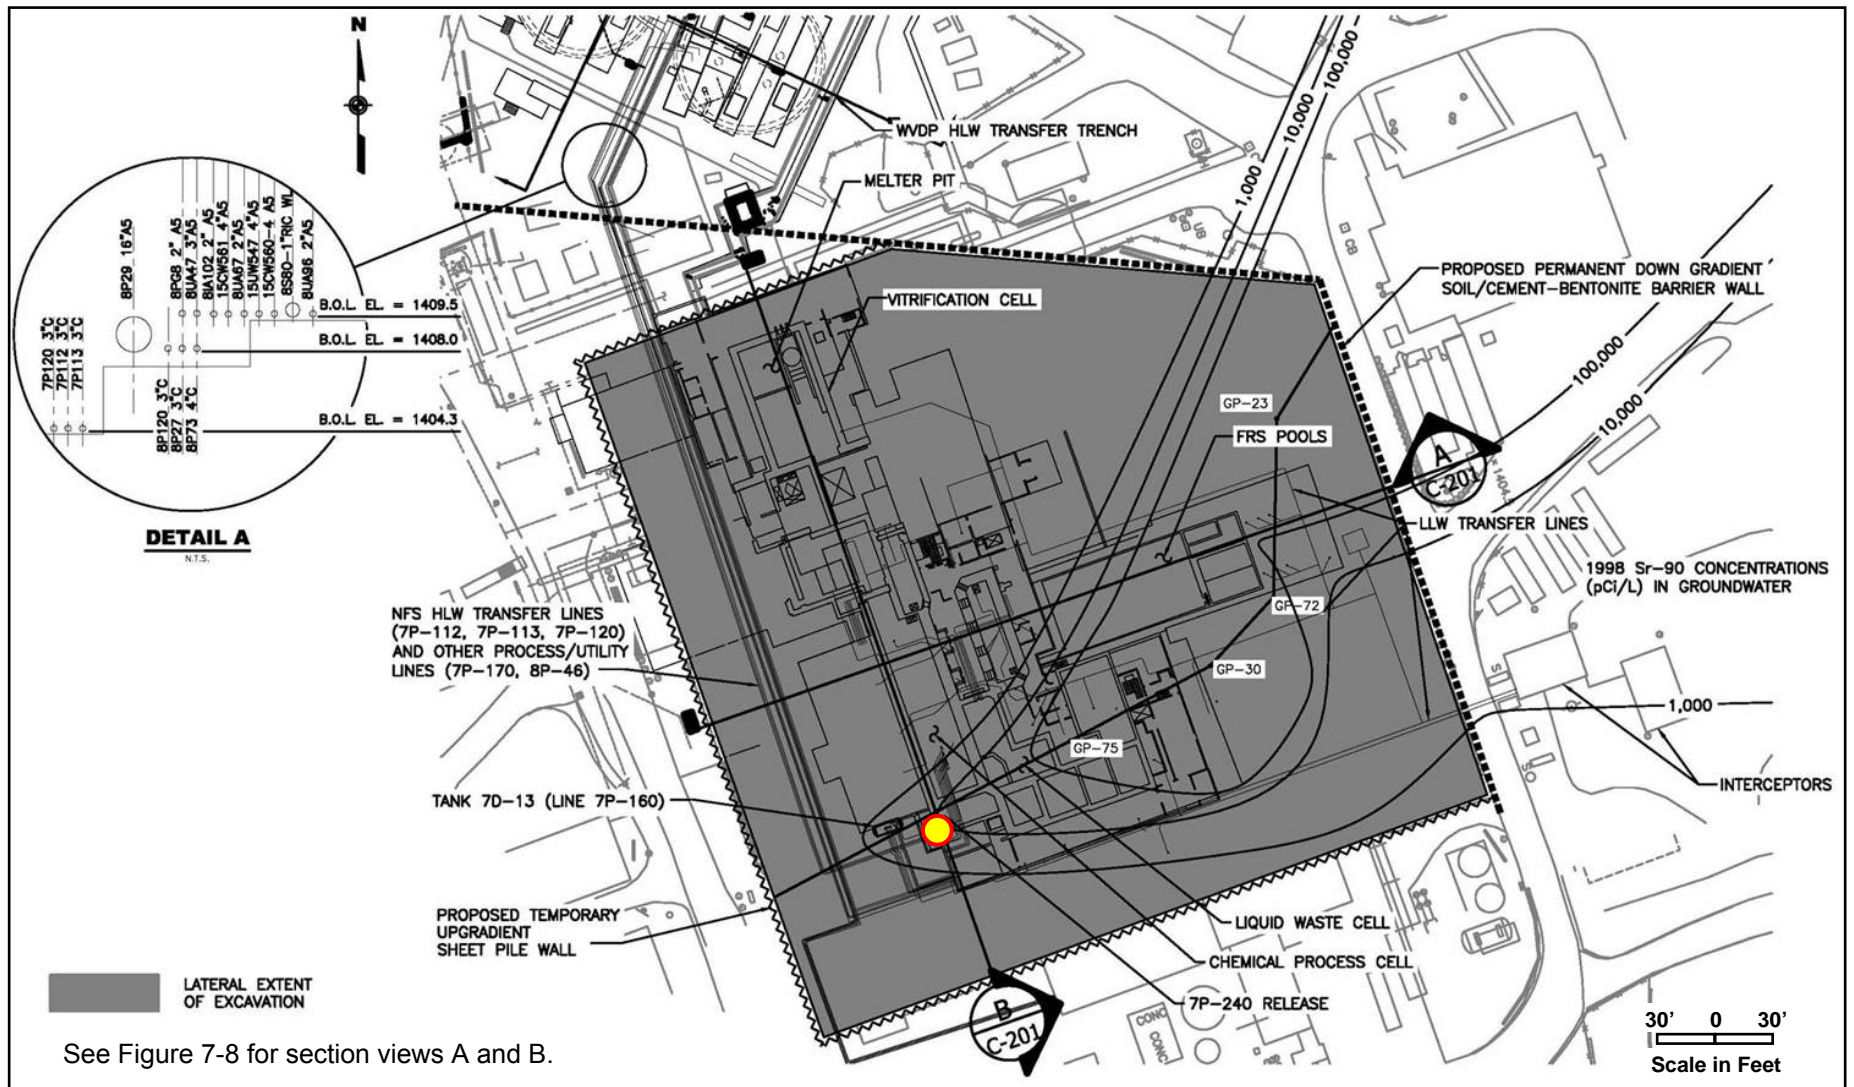 N
WVDP HLW TRANSFER TRENCH
MELTER PIT
VITRIFICATION CELL
1,000
10,000
100,000
MH
UB
CB
PROPOSED PERMANENT DOWN GRADIENT
SOIL/CEMENT-BENTONITE BARRIER WALL
8P29 16"A5
8PG8 2" A5
8UA47 3"A5
8IA102 2" A5
15CW561 4"A5
8UA67 2"A5
15UW547 4"A5
15CW560-4 A5
8S80-1"RIC WL
8UA96 2"A5
7P120 3"C
7P112 3"C
7P113 3"C
8P120 3"C
8P27 3"C
8P73 4"C
B.O.L. EL. = 1409.5
B.O.L. EL. = 1408.0
B.O.L. EL. = 1404.3
DETAIL A
N.T.S.
GP-23
FRS POOLS
100,000
10,000
A
C-201
LLW TRANSFER LINES
1998 Sr-90 CONCENTRATIONS
(pCi/L) IN GROUNDWATER
NFS HLW TRANSFER LINES
(7P-112, 7P-113, 7P-120)
AND OTHER PROCESS/UTILITY
LINES (7P-170, 8P-46)
GP-72
GP-30
GP-75
1,000
INTERCEPTORS
TANK 7D-13 (LINE 7P-160)
PROPOSED TEMPORARY
UPGRADIENT
SHEET PILE WALL
LIQUID WASTE CELL
CHEMICAL PROCESS CELL
7P-240 RELEASE
B
C-201
CONC
CONC
LATERAL EXTENT
OF EXCAVATION
See Figure 7-8 for section views A and B.
30' 0 30'
Scale in Feet